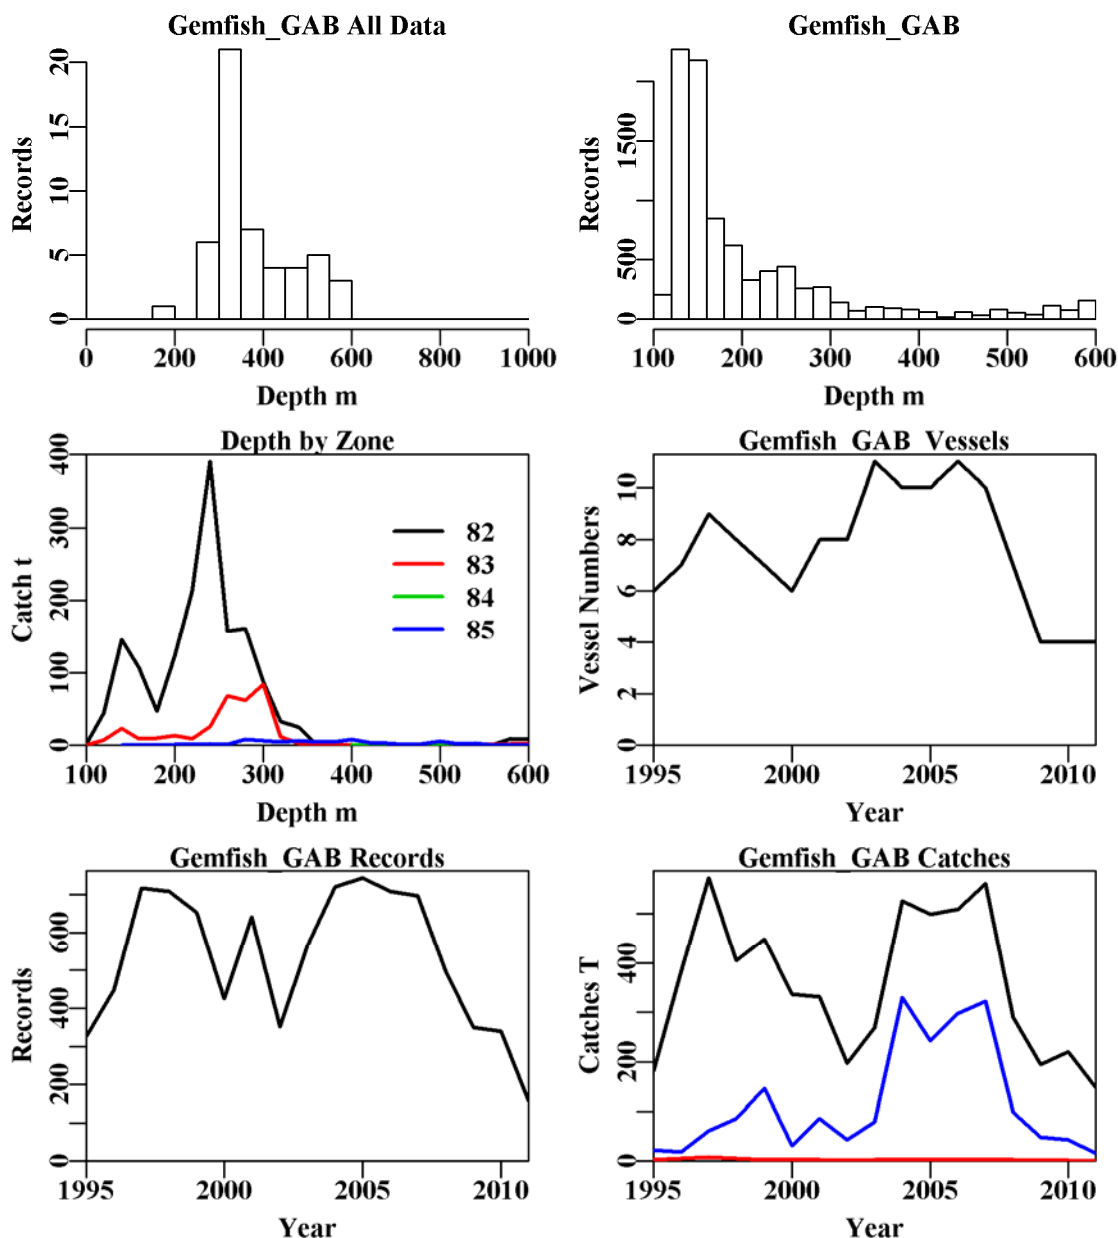 Gemfish_GAB All Data
Records
0 5 10 15 20
0 200 400 600 800 1000
Depth m
Gemfish_GAB
Records
0 500 1500
100 200 300 400 500 600
Depth m
Depth by Zone
Catch t
0 100 200 300 400
82
83
84
85
100 200 300 400 500 600
Depth m
Gemfish_GAB_Vessels
Vessel Numbers
0 2 4 6 8 10
1995 2000 2005 2010
Year
Gemfish_GAB Records
Records
0 200 400 600
1995 2000 2005 2010
Year
Gemfish_GAB Catches
Catches T
0 200 400
1995 2000 2005 2010
Year